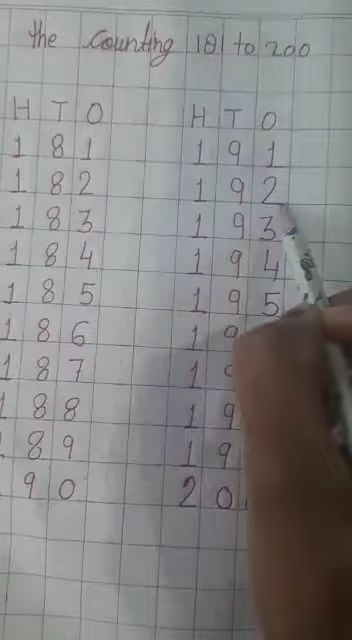 the Counting 181 to 200
H T O H T O
1 8 1 1 9 1
1 8 2 1 9 2
1 8 3 1 9 3
1 8 4 1 9 4
1 8 5 1 9 5
1 8 6 1 9
1 8 7 1 9
1 8 8 1 9
8 9 1 9
9 0 2 0